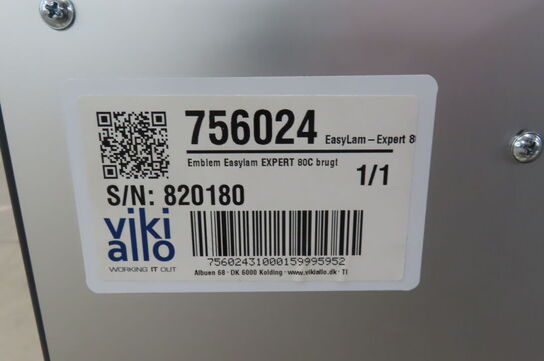 756024 EasyLam – Expert 80
Emblem Easylam EXPERT 80C brugt
1/1
S/N: 820180
viki
allo
WORKING IT OUT
75602431000159995952
Albuen 68 · DK 6000 Kolding · www.vikiallo.dk · Tl